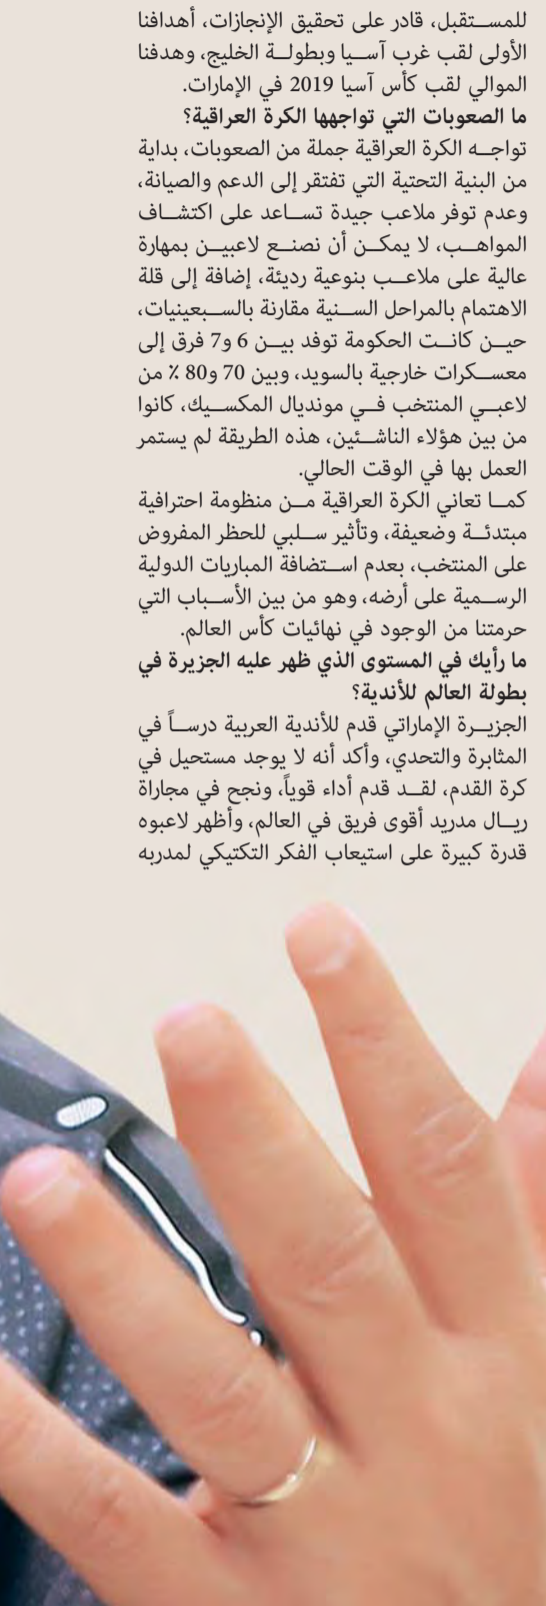 للمستقبل، قادر على تحقيق الإنجازات، أهدافنا
الأولى لقب غرب آسيا وبطولة الخليج، وهدفنا
الموالي لقب كأس آسيا 2019 في الإمارات.
ما الصعوبات التي تواجهها الكرة العراقية؟
تواجه الكرة العراقية جملة من الصعوبات، بداية
من البنية التحتية التي تفتقر إلى الدعم والصيانة،
وعدم توفر ملاعب جيدة تساعد على اكتشاف
المواهب، لا يمكن أن نصنع لاعبين بمهارة
عالية على ملاعب بنوعية رديئة، إضافة إلى قلة
الاهتمام بالمراحل السنية مقارنة بالسبعينيات،
حين كانت الحكومة توفد بين 6 و7 فرق إلى
معسكرات خارجية بالسويد، وبين 70 و80 ٪ من
لاعبي المنتخب في مونديال المكسيك، كانوا
من بين هؤلاء الناشئين، هذه الطريقة لم يستمر
العمل بها في الوقت الحالي.
كما تعاني الكرة العراقية من منظومة احترافية
مبتدئة وضعيفة، وتأثير سلبي للحظر المفروض
على المنتخب، بعدم استضافة المباريات الدولية
الرسمية على أرضه، وهو من بين الأسباب التي
حرمتنا من الوجود في نهائيات كأس العالم.
ما رأيك في المستوى الذي ظهر عليه الجزيرة في
بطولة العالم للأندية؟
الجزيرة الإماراتي قدم للأندية العربية درساً في
المثابرة والتحدي، وأكد أنه لا يوجد مستحيل في
كرة القدم، لقد قدم أداء قوياً، ونجح في مجاراة
ريال مدريد أقوى فريق في العالم، وأظهر لاعبوه
قدرة كبيرة على استيعاب الفكر التكتيكي لمدربه